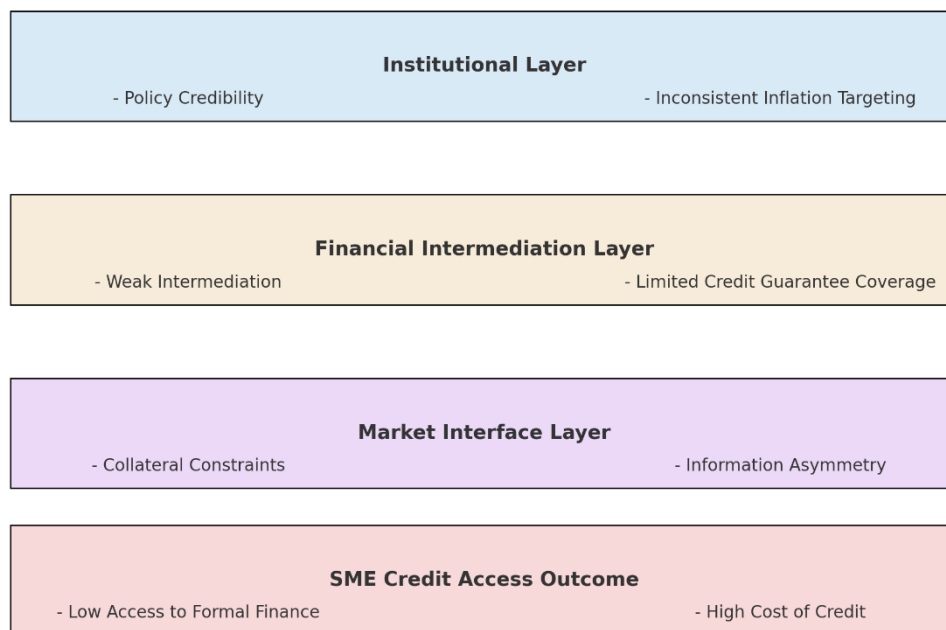 Institutional Layer
- Policy Credibility - Inconsistent Inflation Targeting
Financial Intermediation Layer
- Weak Intermediation - Limited Credit Guarantee Coverage
Market Interface Layer
- Collateral Constraints - Information Asymmetry
SME Credit Access Outcome
- Low Access to Formal Finance - High Cost of Credit